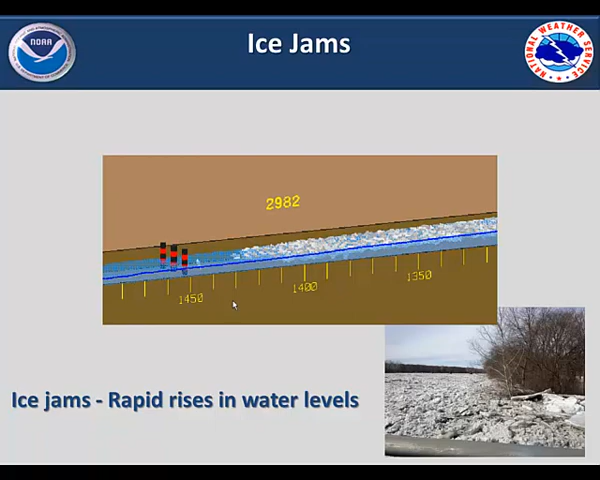 NOAA
Ice Jams
NATIONAL WEATHER SERVICE
2982
1450
1400
1350
Ice jams - Rapid rises in water levels